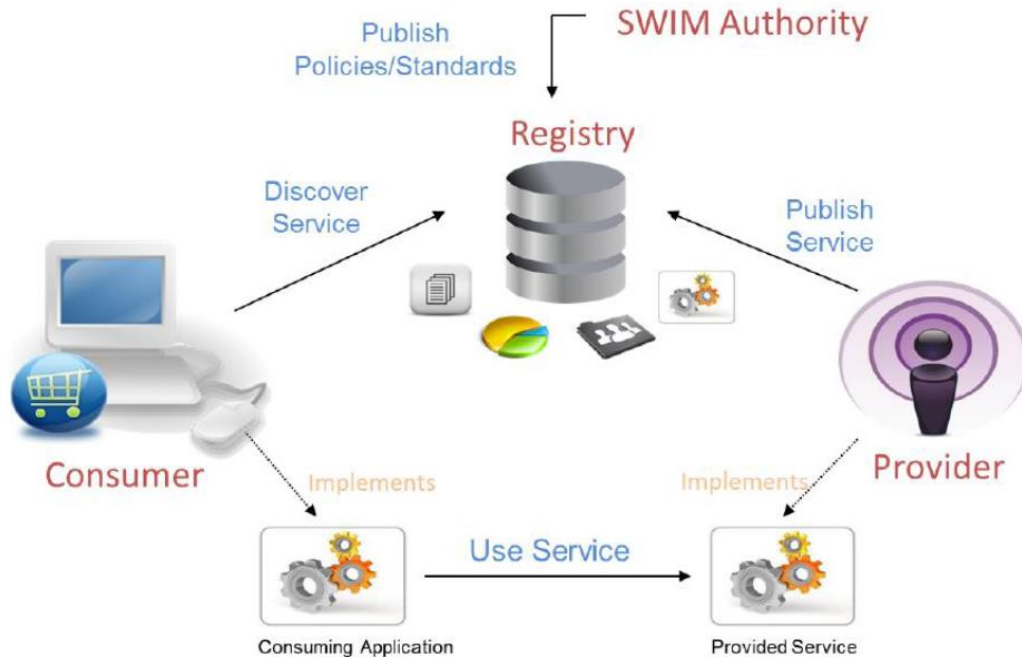 SWIM Authority
Publish
Policies/Standards
Registry
Discover
Service
Publish
Service
Consumer
Provider
Implements
Implements
Use Service
Consuming Application
Provided Service